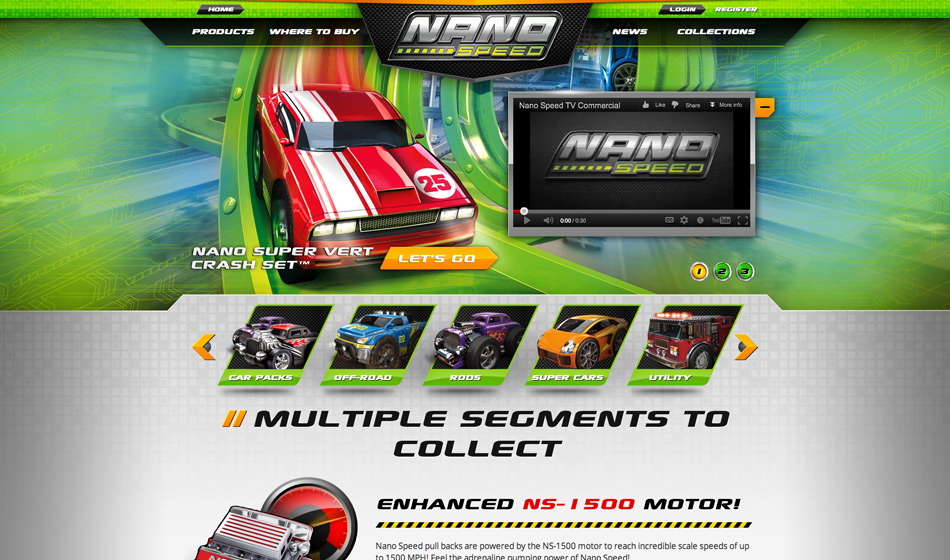 HOME
LOGIN
REGISTER
PRODUCTS
WHERE TO BUY
NEWS
COLLECTIONS
NANO
SPEED
Nano Speed TV Commercial
Like
Share
More info
NANO
SPEED
0:00 / 0:30
YouTube
25
NANO SUPER VERT
CRASH SET™
LET'S GO
1
2
3
22
CAR PACKS
OFF-ROAD
RODS
SUPER CARS
UTILITY
// MULTIPLE SEGMENTS TO
COLLECT
ENHANCED NS-1500 MOTOR!
Nano Speed pull backs are powered by the NS-1500 motor to reach incredible scale speeds of up
to 1500 MPH! Feel the adrenaline pumping power of Nano Speed!